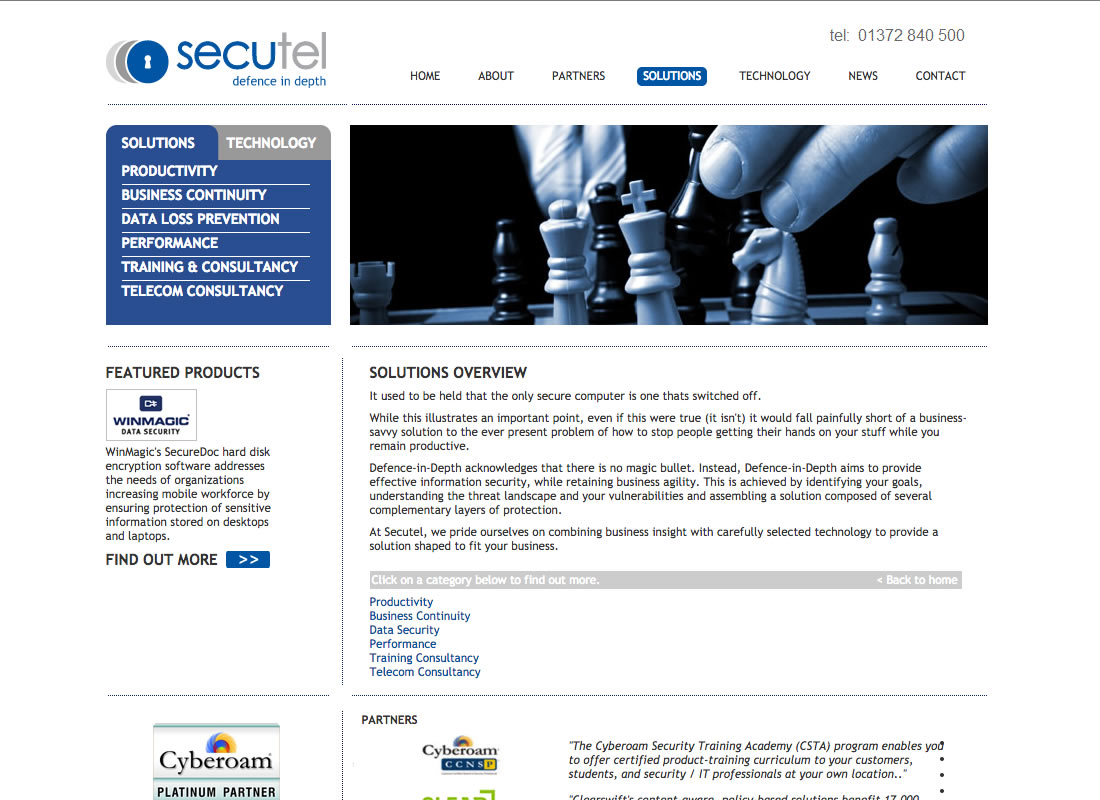 secutel
defence in depth
tel: 01372 840 500
HOME
ABOUT
PARTNERS
SOLUTIONS
TECHNOLOGY
NEWS
CONTACT
SOLUTIONS
TECHNOLOGY
PRODUCTIVITY
BUSINESS CONTINUITY
DATA LOSS PREVENTION
PERFORMANCE
TRAINING & CONSULTANCY
TELECOM CONSULTANCY
FEATURED PRODUCTS
WINMAGIC
DATA SECURITY
WinMagic's SecureDoc hard disk
encryption software addresses
the needs of organizations
increasing mobile workforce by
ensuring protection of sensitive
information stored on desktops
and laptops.
FIND OUT MORE >>
SOLUTIONS OVERVIEW
It used to be held that the only secure computer is one thats switched off.
While this illustrates an important point, even if this were true (it isn't) it would fall painfully short of a business-
savvy solution to the ever present problem of how to stop people getting their hands on your stuff while you
remain productive.
Defence-in-Depth acknowledges that there is no magic bullet. Instead, Defence-in-Depth aims to provide
effective information security, while retaining business agility. This is achieved by identifying your goals,
understanding the threat landscape and your vulnerabilities and assembling a solution composed of several
complementary layers of protection.
At Secutel, we pride ourselves on combining business insight with carefully selected technology to provide a
solution shaped to fit your business.
Click on a category below to find out more.
< Back to home
Productivity
Business Continuity
Data Security
Performance
Training Consultancy
Telecom Consultancy
Cyberoam
PLATINUM PARTNER
PARTNERS
Cyberoam
CCNSP
"The Cyberoam Security Training Academy (CSTA) program enables you
to offer certified product-training curriculum to your customers,
students, and security / IT professionals at your own location.."
"Clearswift's content-aware, policy-based solutions benefit 17,000